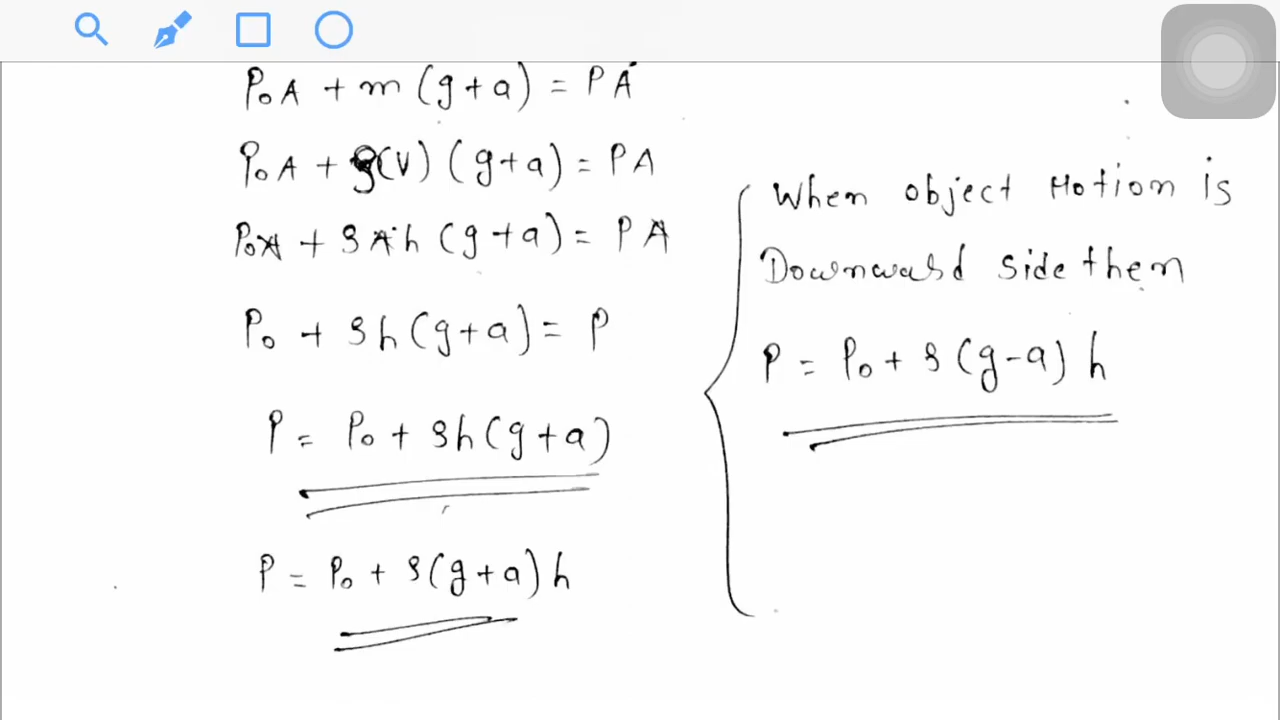 P₀A + m (g+a) = PA
P₀A + ρ(V) (g+a) = PA
P₀A + ρAh (g+a) = PA
P₀ + ρh(g+a) = P
P = P₀ + ρh(g+a)
P = P₀ + ρ(g+a)h
When object Motion is
Downward side them
P = P₀ + ρ(g-a) h